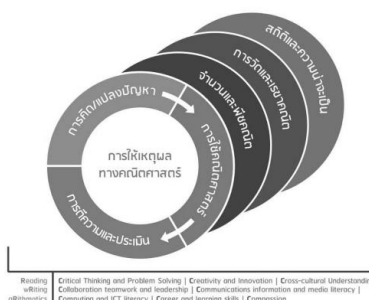 สถิติและความน่าจะเป็น
การวัดและเรขาคณิต
จำนวนและพีชคณิต
การคิด/แปลงปัญหา
การใช้คณิตศาสตร์
การตีความและประเมิน
การให้เหตุผล
ทางคณิตศาสตร์
Reading Critical Thinking and Problem Solving | Creativity and Innovation | Cross-cultural Understanding
wRiting Collaboration teamwork and leadership | Communications information and media literacy |
aRithmatics Computing and ICT literacy | Career and learning skills | Compassion